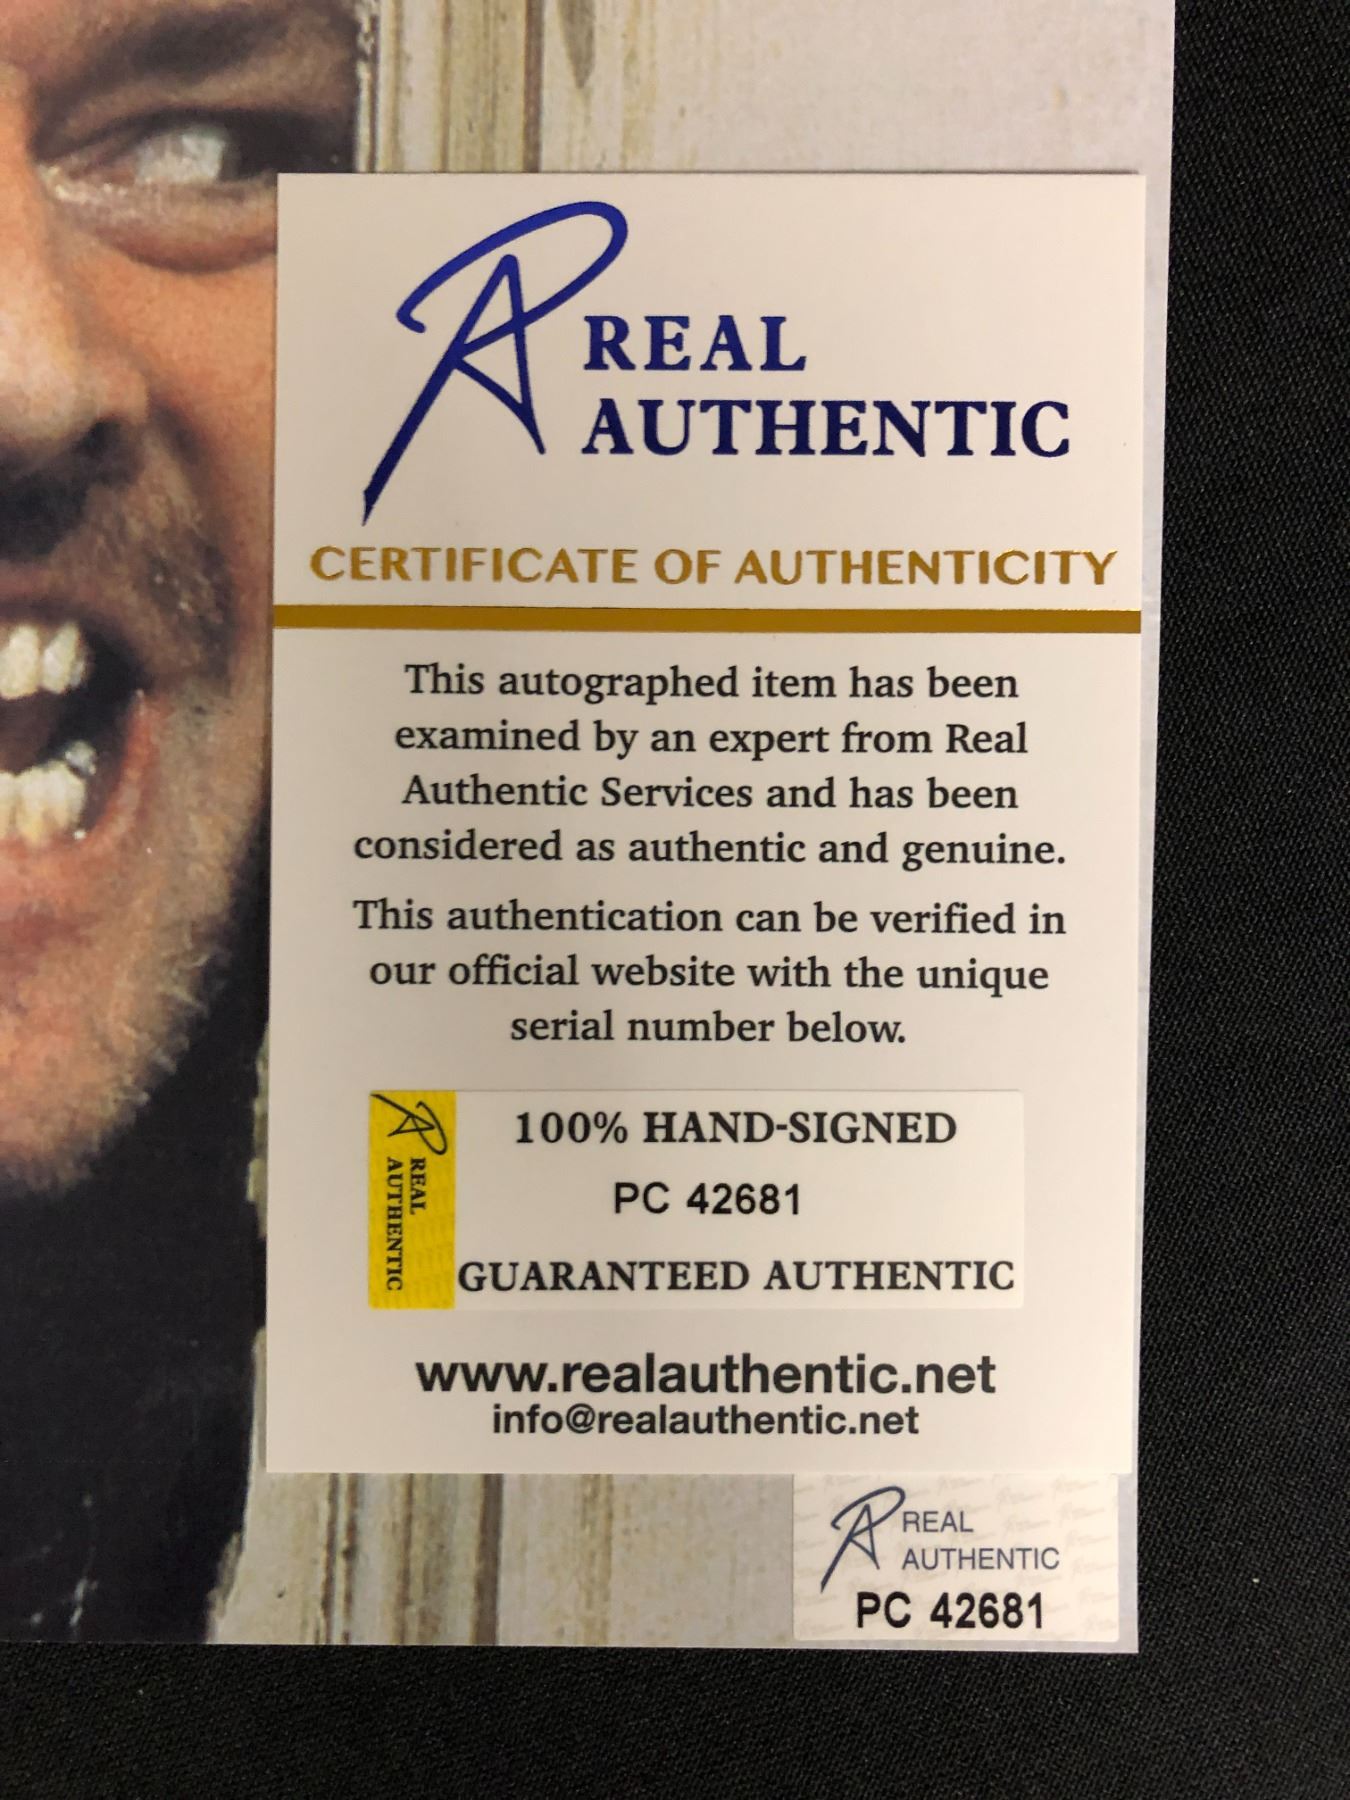 REAL
AUTHENTIC
CERTIFICATE OF AUTHENTICITY
This autographed item has been
examined by an expert from Real
Authentic Services and has been
considered as authentic and genuine.
This authentication can be verified in
our official website with the unique
serial number below.
REAL
AUTHENTIC
100% HAND-SIGNED
PC 42681
GUARANTEED AUTHENTIC
www.realauthentic.net
info@realauthentic.net
REAL
AUTHENTIC
PC 42681